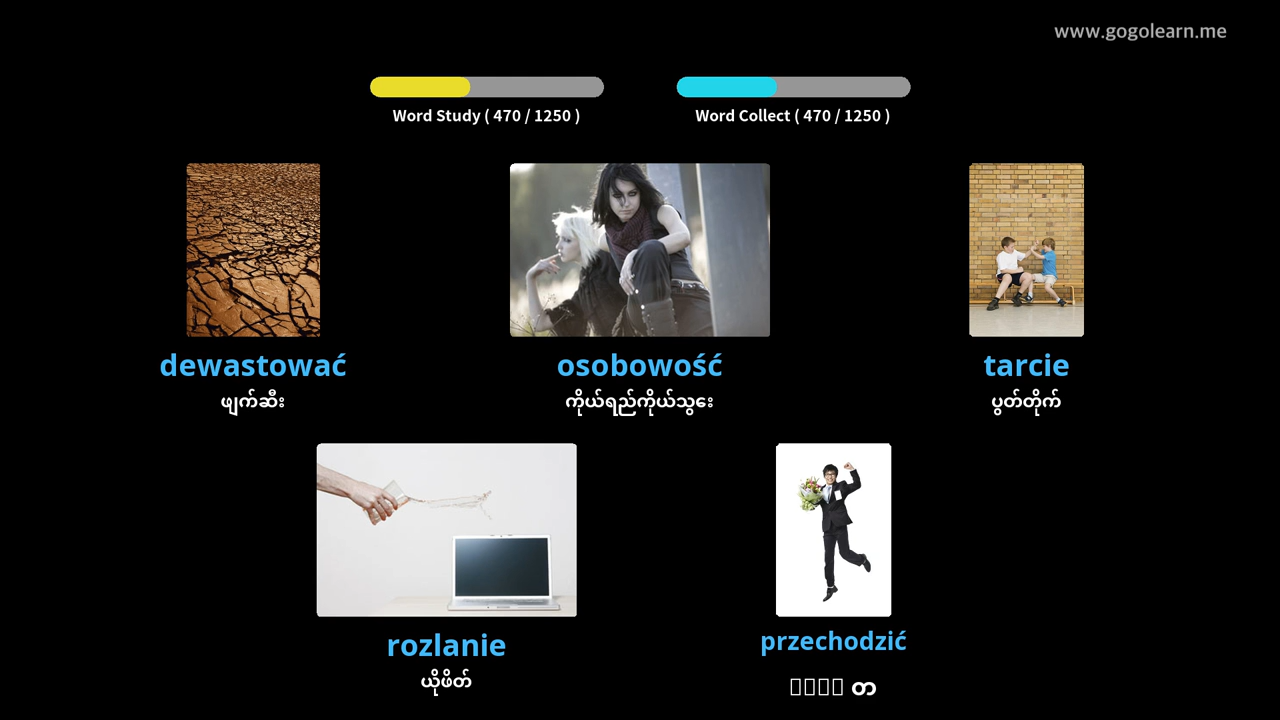 www.gogolearn.me
Word Study ( 470 / 1250 )
Word Collect ( 470 / 1250 )
dewastować
ဖျက်ဆီး
osobowość
ကိုယ်ရည်ကိုယ်သွေး
tarcie
ပွတ်တိုက်
rozlanie
ယိုဖိတ်
przechodzić
တ